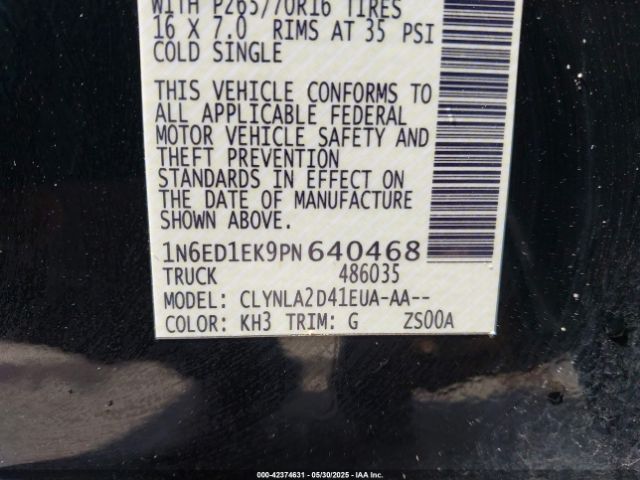 WITH P265/70R16 TIRES
16 X 7.0 RIMS AT 35 PSI
COLD SINGLE
THIS VEHICLE CONFORMS TO
ALL APPLICABLE FEDERAL
MOTOR VEHICLE SAFETY AND
THEFT PREVENTION
STANDARDS IN EFFECT ON
THE DATE OF MANUFACTURE
SHOWN ABOVE.
1N6ED1EK9PN640468
TRUCK 486035
MODEL: CLYNLA2D41EUA-AA--
COLOR: KH3 TRIM: G ZS00A
000-42374631 - 05/30/2025 - IAA Inc.